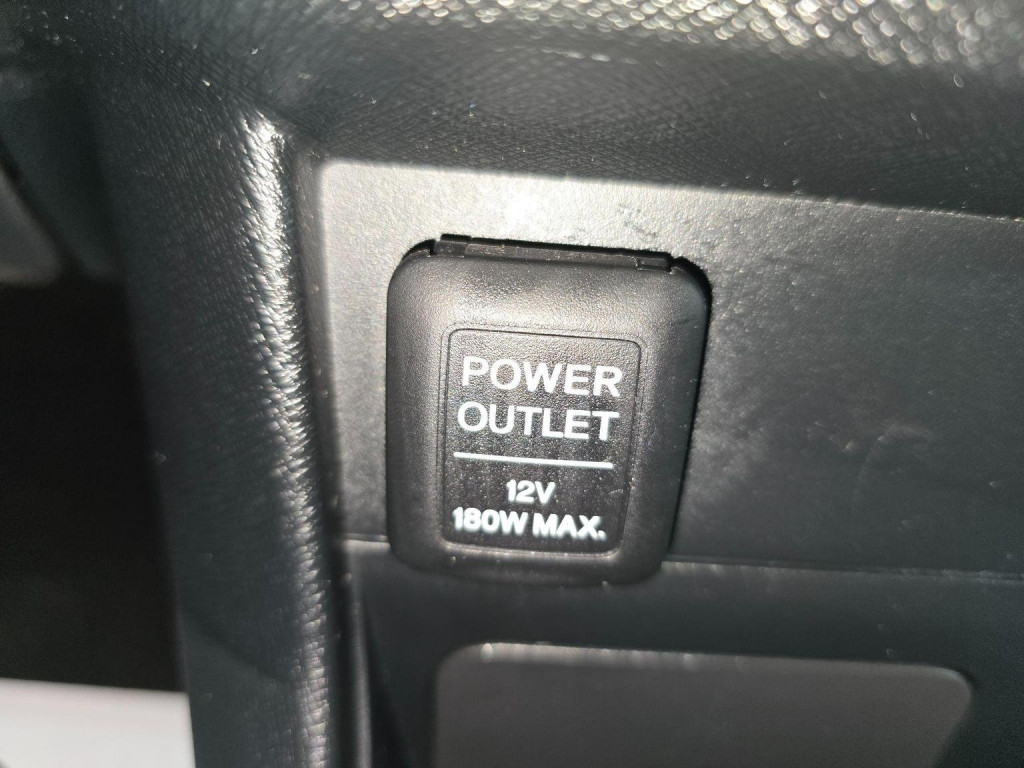 POWER
OUTLET
12V
180W MAX.